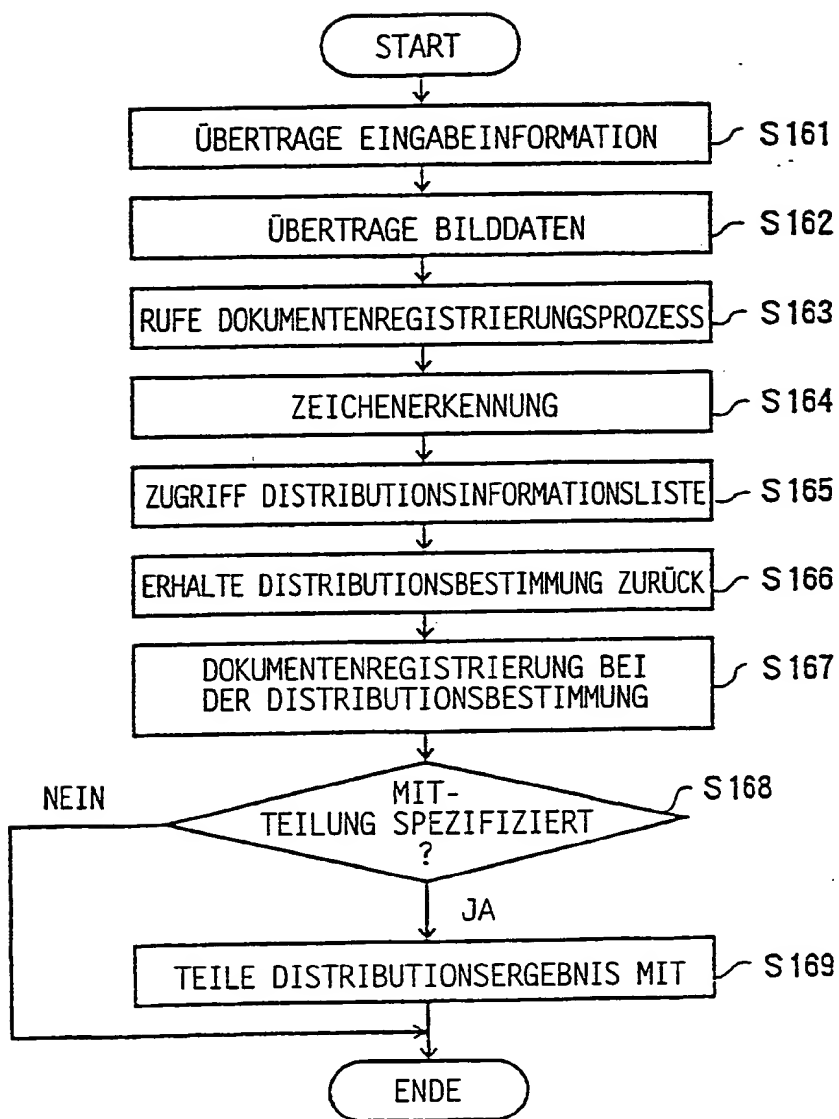 START
ÜBERTRAGE EINGABEINFORMATION
S161
ÜBERTRAGE BILDDATEN
S162
RUFE DOKUMENTENREGISTRIERUNGSPROZESS
S163
ZEICHENERKENNUNG
S164
ZUGRIFF DISTRIBUTIONSINFORMATIONSLISTE
S165
ERHALTE DISTRIBUTIONSBESTIMMUNG ZURÜCK
S166
DOKUMENTENREGISTRIERUNG BEI
DER DISTRIBUTIONSBESTIMMUNG
S167
MIT-
TEILUNG SPEZIFIZIERT
?
S168
NEIN
JA
TEILE DISTRIBUTIONSERGEBNIS MIT
S169
ENDE